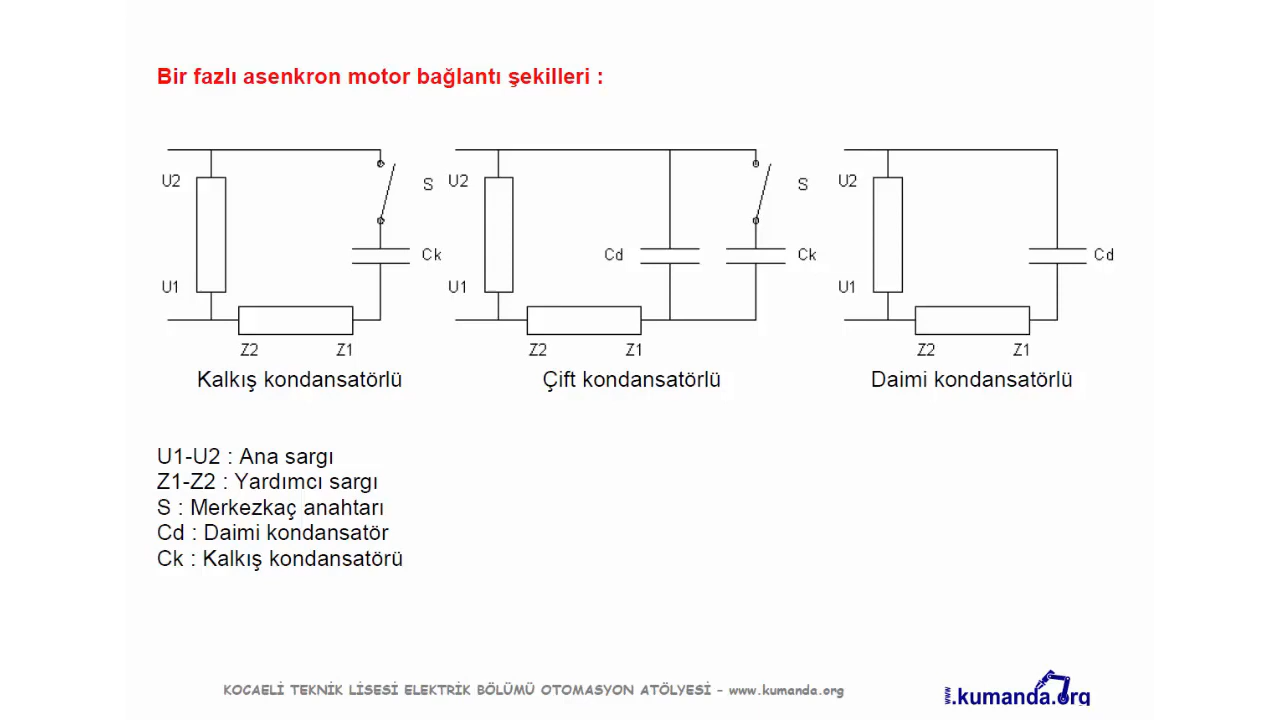 Bir fazlı asenkron motor bağlantı şekilleri :
U2 S U2 S U2
Ck Cd Ck Cd
U1 U1 U1
Z2 Z1 Z2 Z1 Z2 Z1
Kalkış kondansatörlü Çift kondansatörlü Daimi kondansatörlü
U1-U2 : Ana sargı
Z1-Z2 : Yardımcı sargı
S : Merkezkaç anahtarı
Cd : Daimi kondansatör
Ck : Kalkış kondansatörü
KOCAELİ TEKNİK LİSESİ ELEKTRİK BÖLÜMÜ OTOMASYON ATÖLYESİ - www.kumanda.org
www.kumanda.org